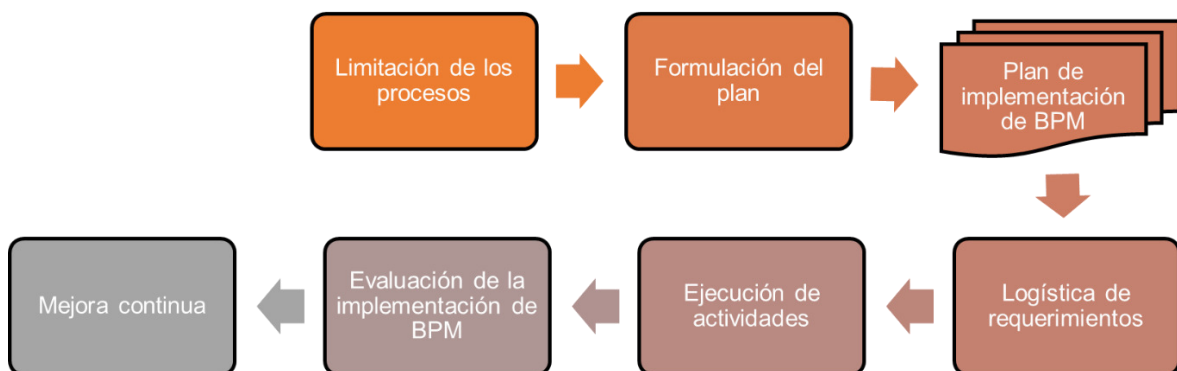 Limitación de los
procesos
Formulación del
plan
Plan de
implementación
de BPM
Logística de
requerimientos
Ejecución de
actividades
Evaluación de la
implementación de
BPM
Mejora continua